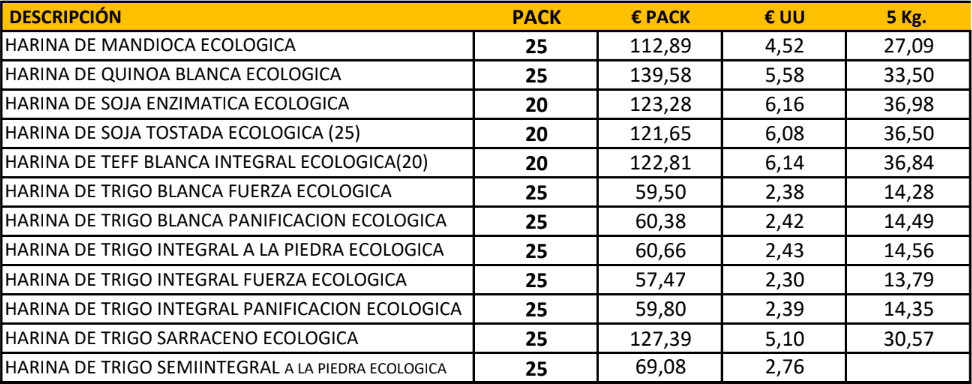 DESCRIPCIÓN PACK € PACK € UU 5 Kg.
HARINA DE MANDIOCA ECOLOGICA 25 112,89 4,52 27,09
HARINA DE QUINOA BLANCA ECOLOGICA 25 139,58 5,58 33,50
HARINA DE SOJA ENZIMATICA ECOLOGICA 20 123,28 6,16 36,98
HARINA DE SOJA TOSTADA ECOLOGICA (25) 20 121,65 6,08 36,50
HARINA DE TEFF BLANCA INTEGRAL ECOLOGICA(20) 20 122,81 6,14 36,84
HARINA DE TRIGO BLANCA FUERZA ECOLOGICA 25 59,50 2,38 14,28
HARINA DE TRIGO BLANCA PANIFICACION ECOLOGICA 25 60,38 2,42 14,49
HARINA DE TRIGO INTEGRAL A LA PIEDRA ECOLOGICA 25 60,66 2,43 14,56
HARINA DE TRIGO INTEGRAL FUERZA ECOLOGICA 25 57,47 2,30 13,79
HARINA DE TRIGO INTEGRAL PANIFICACION ECOLOGICA 25 59,80 2,39 14,35
HARINA DE TRIGO SARRACENO ECOLOGICA 25 127,39 5,10 30,57
HARINA DE TRIGO SEMIINTEGRAL A LA PIEDRA ECOLOGICA 25 69,08 2,76